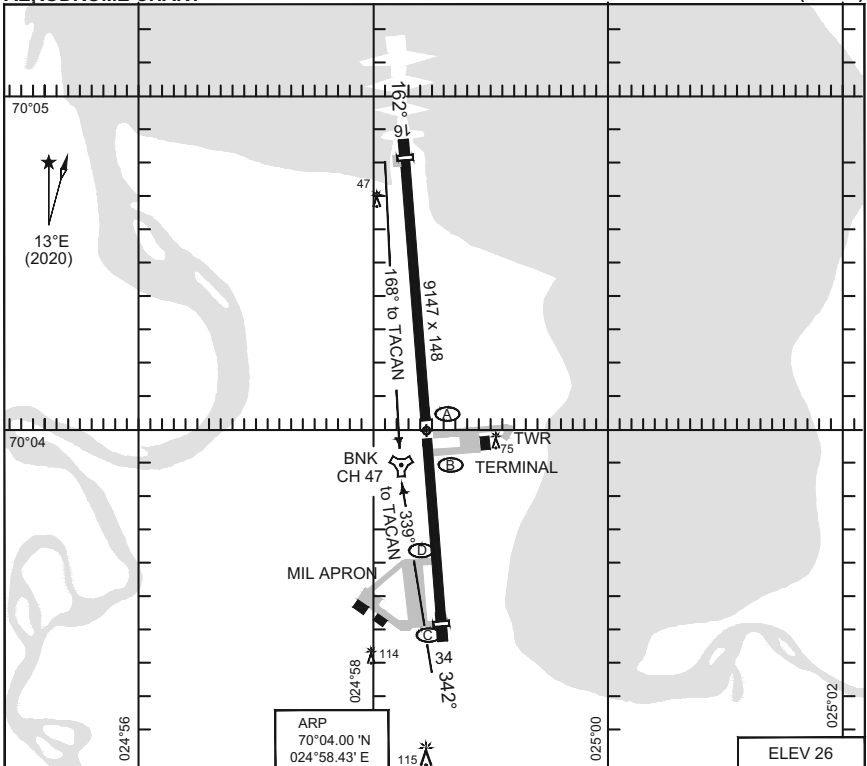 70°05
162°
16
47
13°E
(2020)
168° to TACAN
9147 x 148
A
70°04
TWR
75
BNK
CH 47
B
TERMINAL
339°
to TACAN
D
MIL APRON
C
114
34
342°
024°58
024°56
025°00
025°02
ARP
70°04.00 'N
024°58.43' E
115
ELEV 26